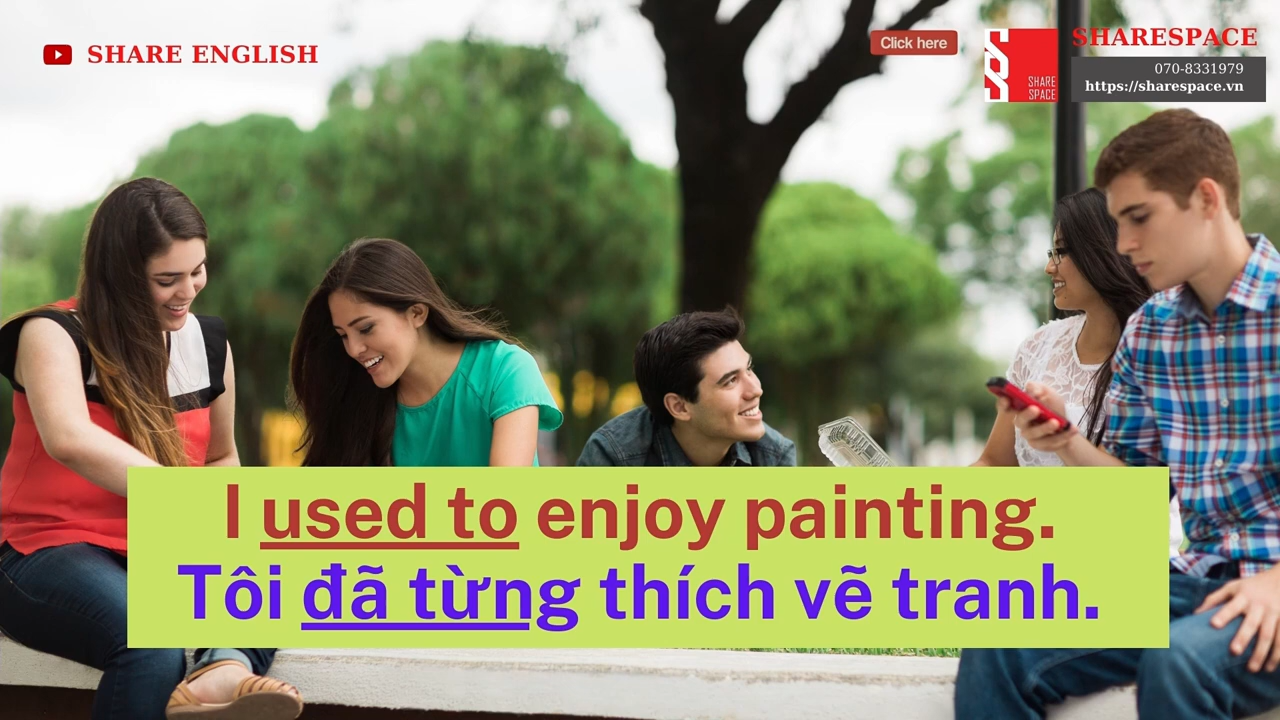 SHARE ENGLISH
Click here
SHARE
SPACE
SHARESPACE
070-8331979
https://sharespace.vn
I used to enjoy painting.
Tôi đã từng thích vẽ tranh.